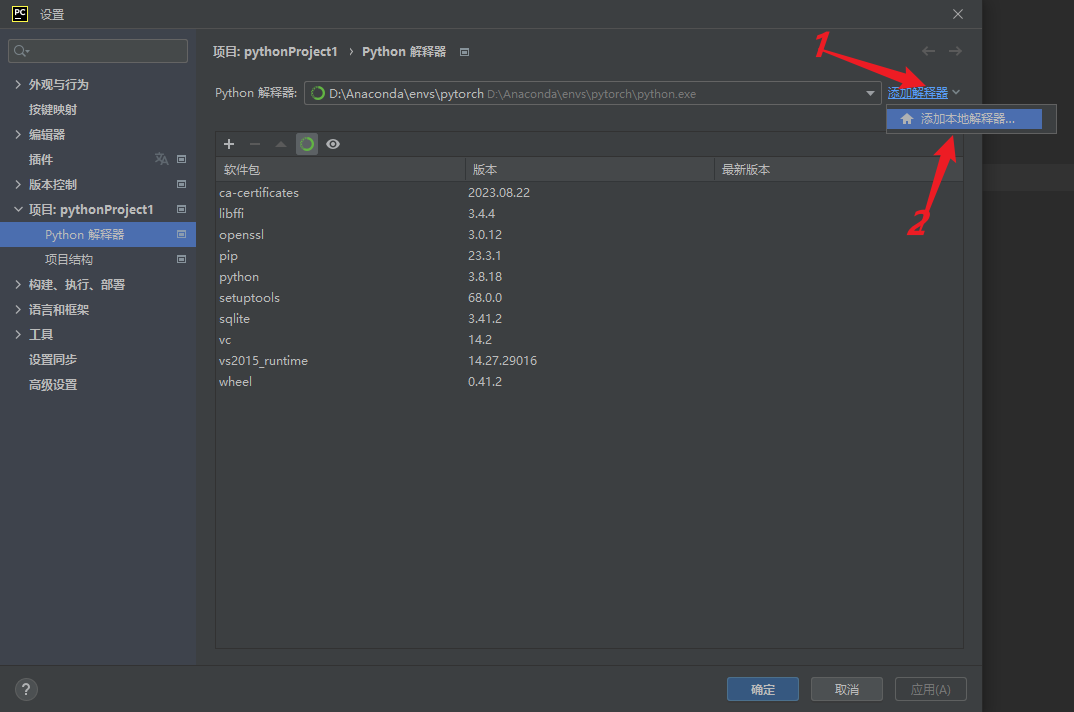 PC 设置
项目: pythonProject1 › Python 解释器
外观与行为
按键映射
编辑器
插件
版本控制
项目: pythonProject1
Python 解释器
项目结构
构建、执行、部署
语言和框架
工具
设置同步
高级设置
Python 解释器: D:\Anaconda\envs\pytorch D:\Anaconda\envs\pytorch\python.exe
添加解释器
添加本地解释器...
1
2
软件包 版本 最新版本
ca-certificates 2023.08.22
libffi 3.4.4
openssl 3.0.12
pip 23.3.1
python 3.8.18
setuptools 68.0.0
sqlite 3.41.2
vc 14.2
vs2015_runtime 14.27.29016
wheel 0.41.2
? 确定 取消 应用(A)